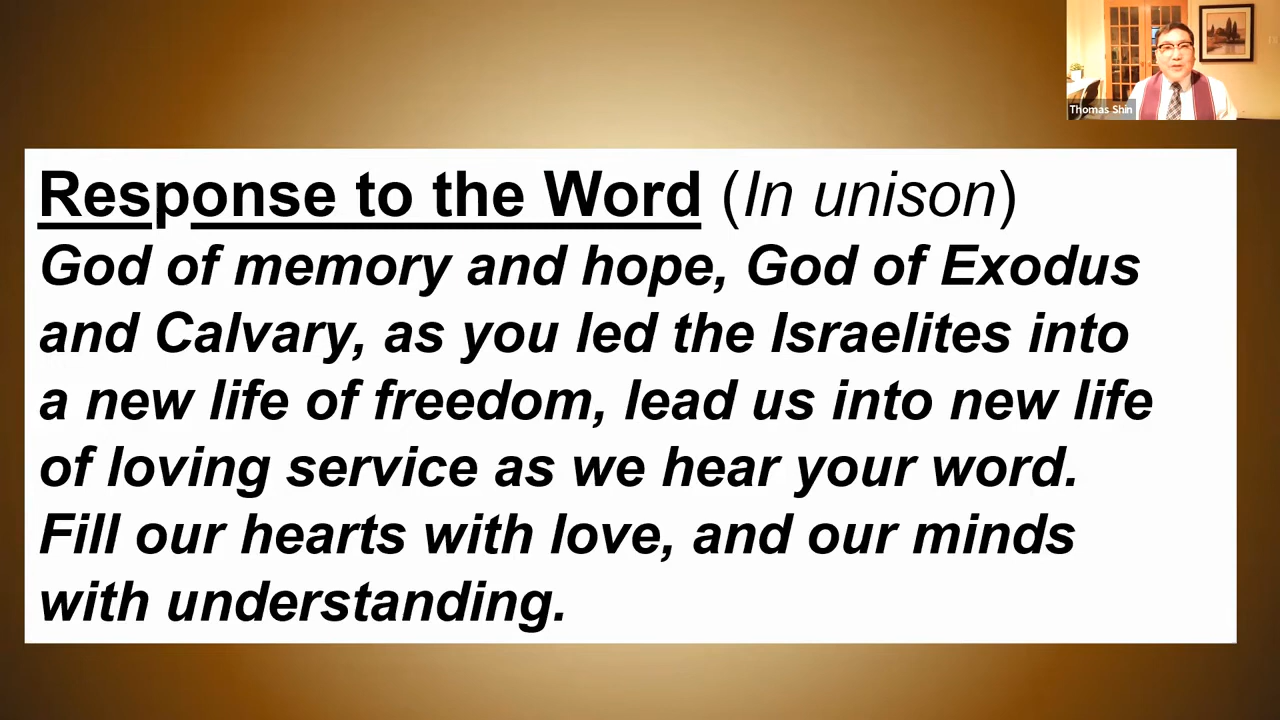 Thomas Shin
Response to the Word (In unison)
God of memory and hope, God of Exodus
and Calvary, as you led the Israelites into
a new life of freedom, lead us into new life
of loving service as we hear your word.
Fill our hearts with love, and our minds
with understanding.